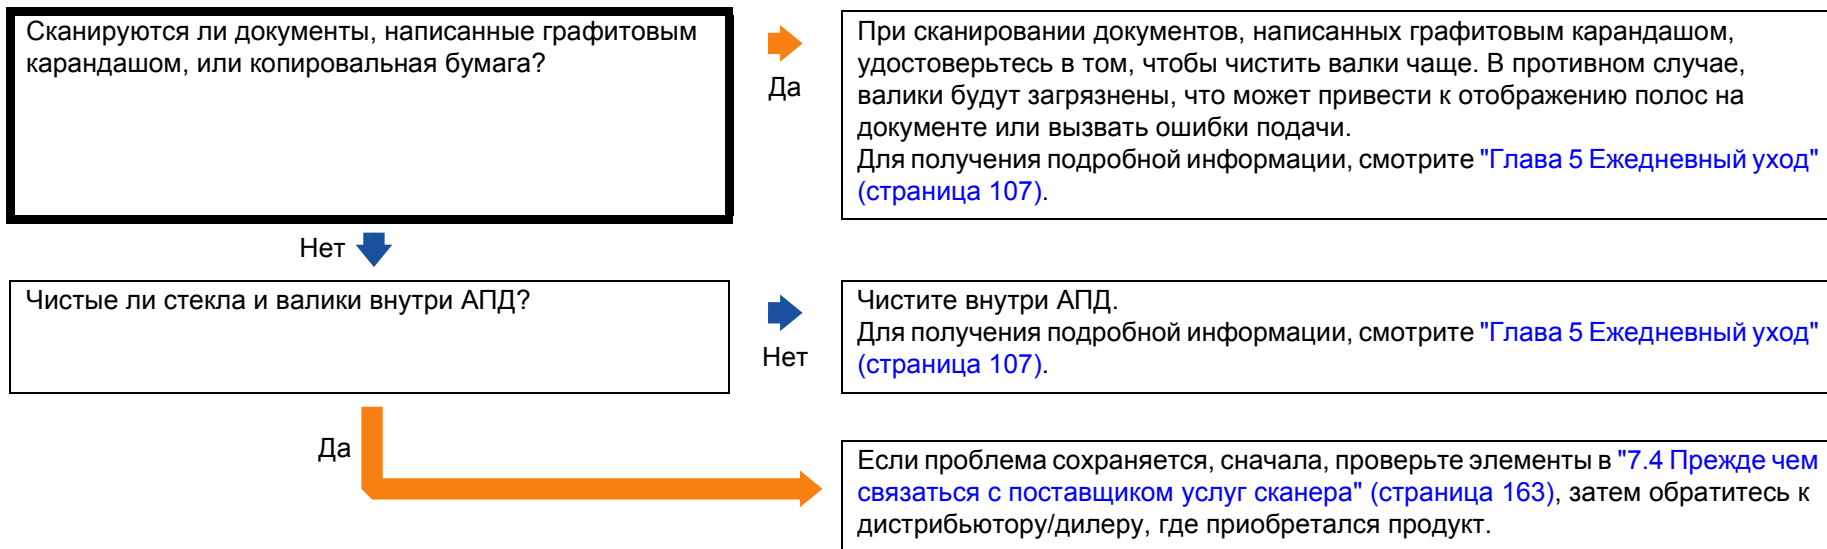 Сканируются ли документы, написанные графитовым
карандашом, или копировальная бумага?
Да
При сканировании документов, написанных графитовым карандашом,
удостоверьтесь в том, чтобы чистить валки чаще. В противном случае,
валики будут загрязнены, что может привести к отображению полос на
документе или вызвать ошибки подачи.
Для получения подробной информации, смотрите "Глава 5 Ежедневный уход"
(страница 107).
Нет
Чистые ли стекла и валики внутри АПД?
Нет
Чистите внутри АПД.
Для получения подробной информации, смотрите "Глава 5 Ежедневный уход"
(страница 107).
Да
Если проблема сохраняется, сначала, проверьте элементы в "7.4 Прежде чем
связаться с поставщиком услуг сканера" (страница 163), затем обратитесь к
дистрибьютору/дилеру, где приобретался продукт.